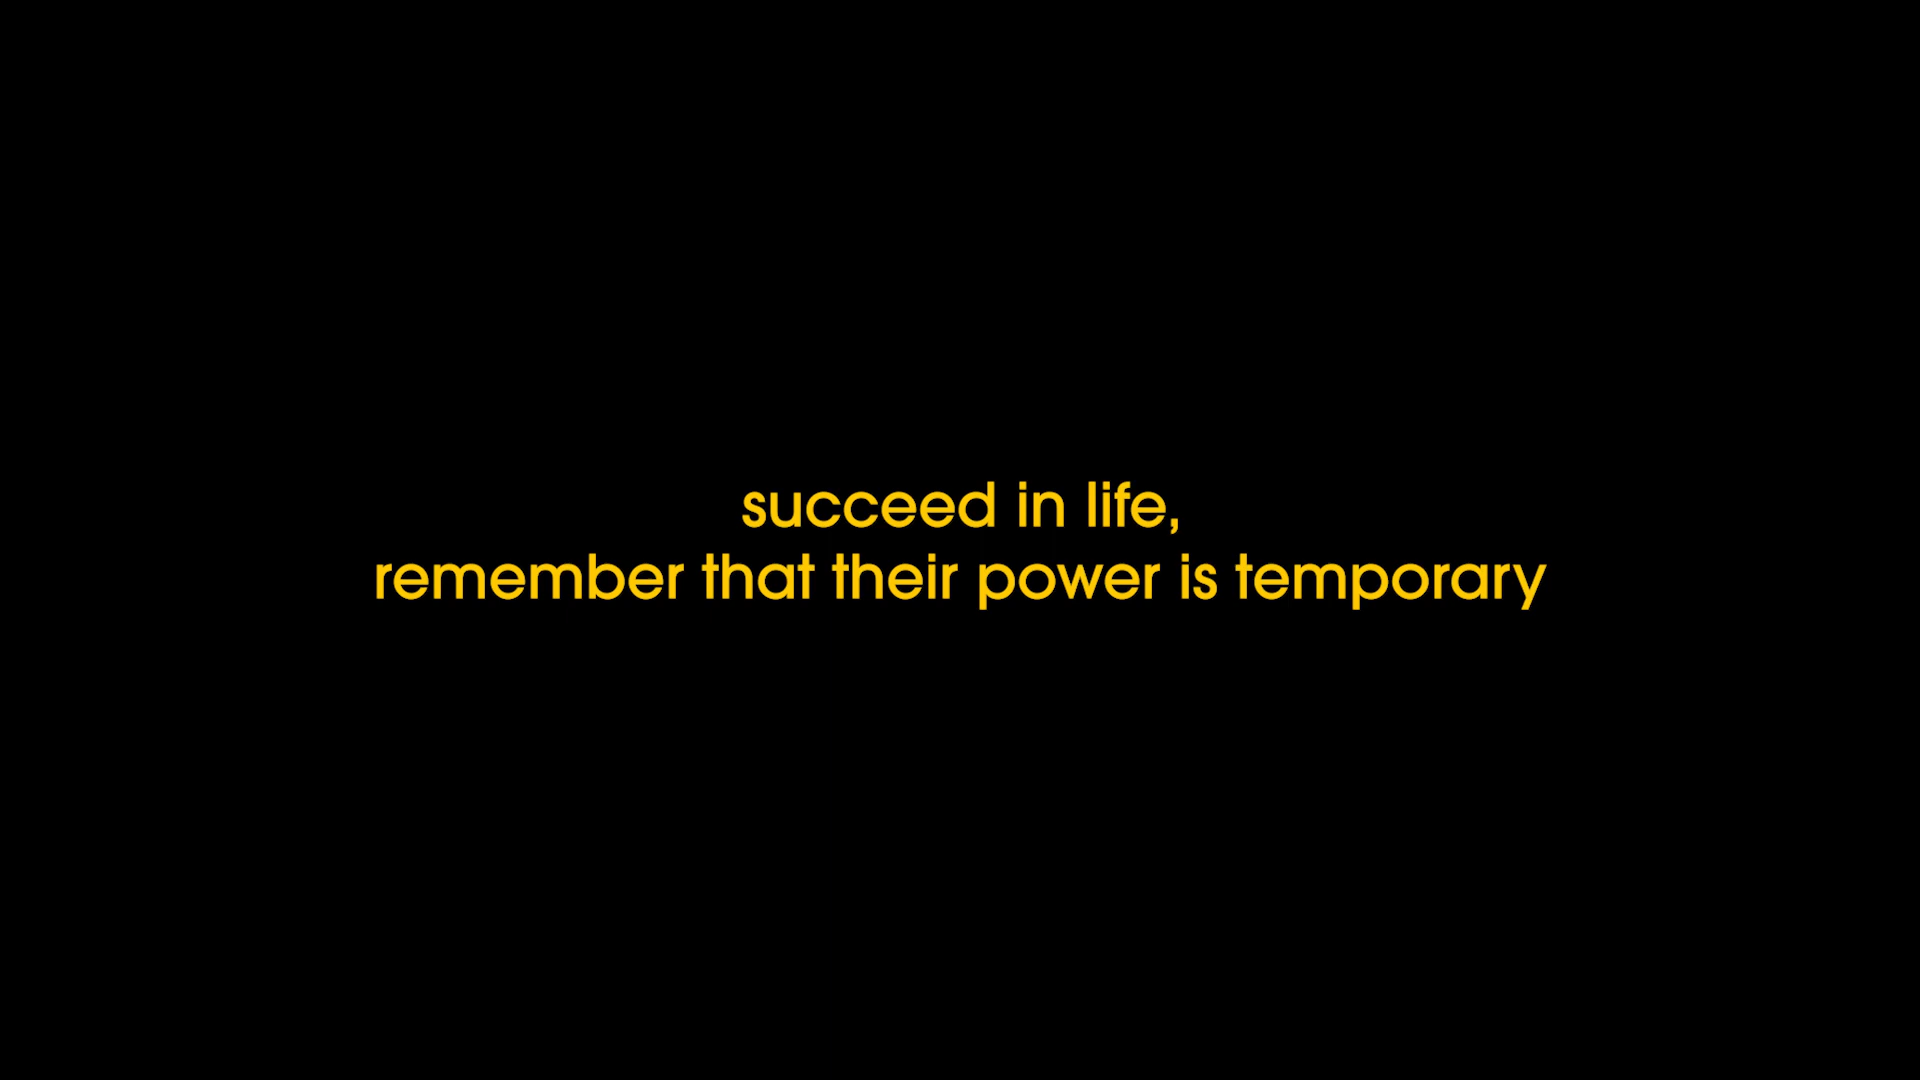 succeed in life,
remember that their power is temporary